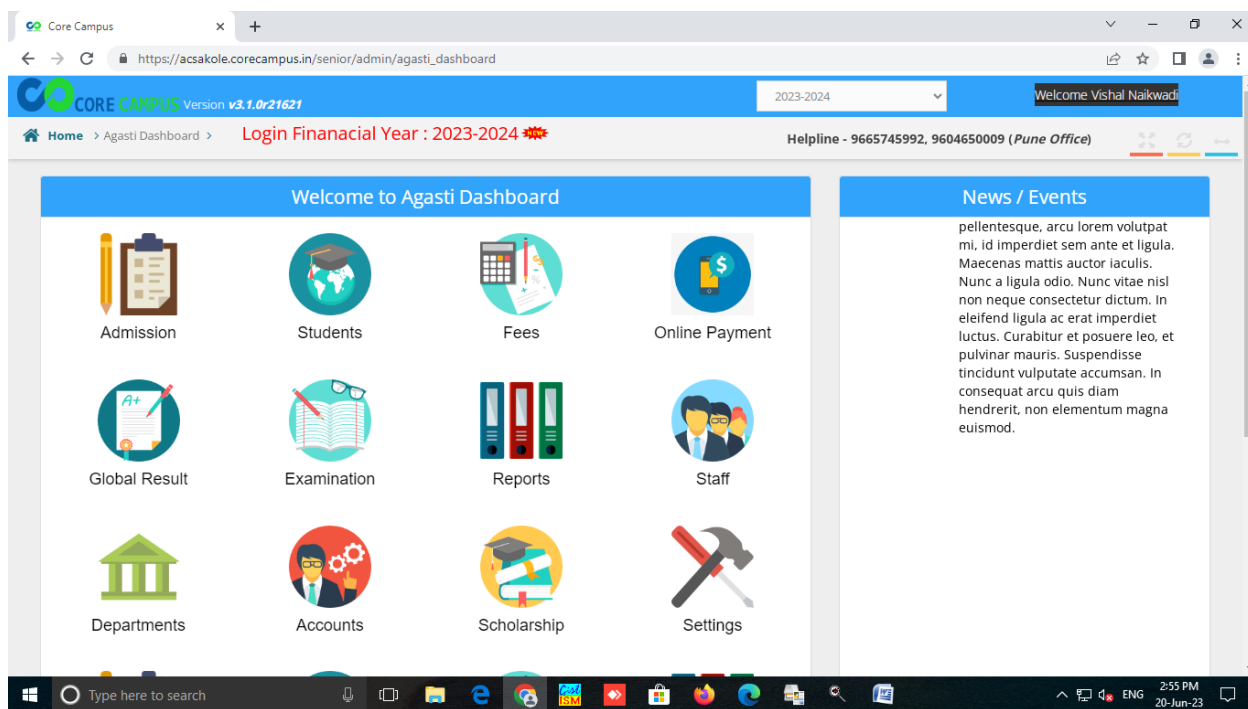 Core Campus
https://acsakole.corecampus.in/senior/admin/agasti_dashboard
CORE CAMPUS Version v3.1.0r21621
2023-2024
Welcome Vishal Naikwadi
Home > Agasti Dashboard >
Login Finanacial Year : 2023-2024 NEW
Helpline - 9665745992, 9604650009 (Pune Office)
Welcome to Agasti Dashboard
Admission
Students
Fees
Online Payment
A+
Global Result
Examination
Reports
Staff
Departments
Accounts
Scholarship
Settings
News / Events
pellentesque, arcu lorem volutpat
mi, id imperdiet sem ante et ligula.
Maecenas mattis auctor iaculis.
Nunc a ligula odio. Nunc vitae nisl
non neque consectetur dictum. In
eleifend ligula ac erat imperdiet
luctus. Curabitur et posuere leo, et
pulvinar mauris. Suspendisse
tincidunt vulputate accumsan. In
consequat arcu quis diam
hendrerit, non elementum magna
euismod.
Type here to search
ISM
ENG
2:55 PM
20-Jun-23